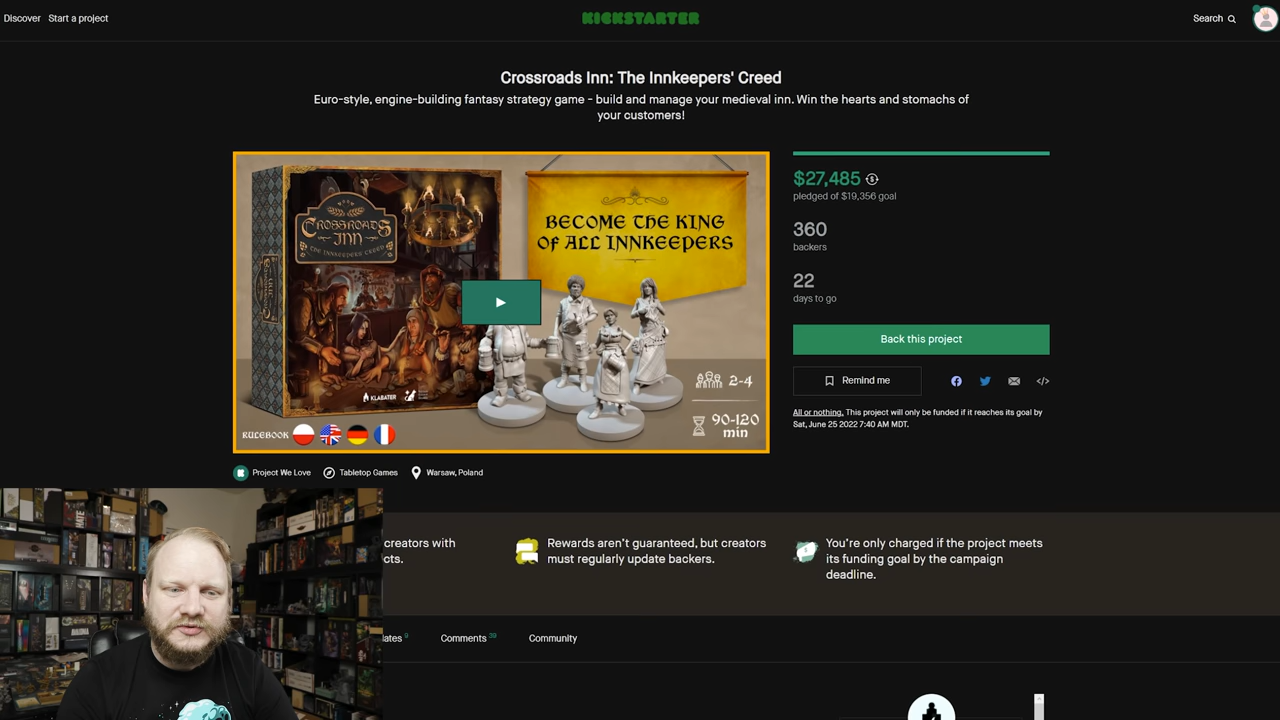 Discover Start a project
KICKSTARTER
Search
Crossroads Inn: The Innkeepers' Creed
Euro-style, engine-building fantasy strategy game - build and manage your medieval inn. Win the hearts and stomachs of
your customers!
CROSSROADS
INN
THE INNKEEPERS' CREED
BECOME THE KING
OF ALL INNKEEPERS
KLABATER
2-4
90-120
min
RULEBOOK
$27,485
pledged of $19,356 goal
360
backers
22
days to go
Back this project
Remind me
All or nothing. This project will only be funded if it reaches its goal by
Sat, June 25 2022 7:40 AM MDT.
Project We Love Tabletop Games Warsaw, Poland
creators with
cts.
Rewards aren't guaranteed, but creators
must regularly update backers.
You're only charged if the project meets
its funding goal by the campaign
deadline.
lates 9 Comments 39 Community